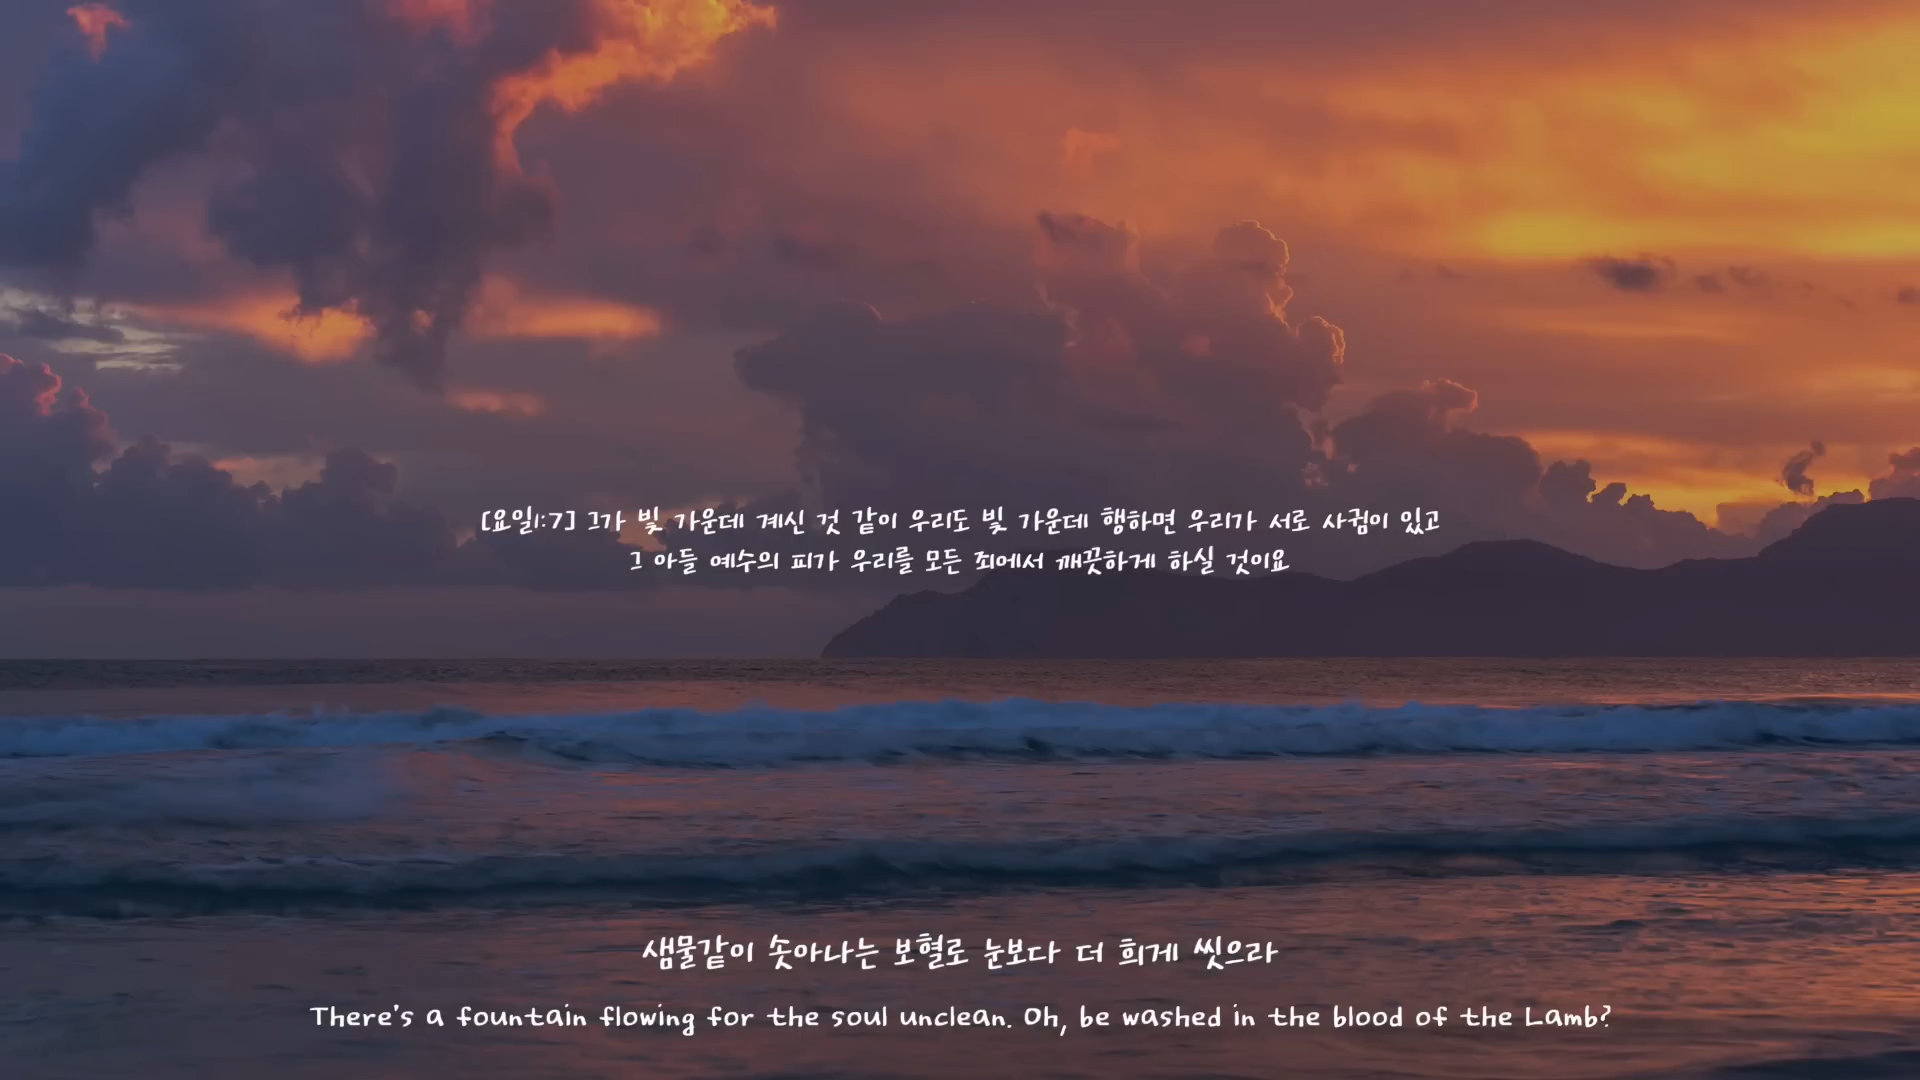 [요일1:7] 그가 빛 가운데 계신 것 같이 우리도 빛 가운데 행하면 우리가 서로 사귐이 있고
그 아들 예수의 피가 우리를 모든 죄에서 깨끗하게 하실 것이요
샘물같이 솟아나는 보혈로 눈보다 더 희게 씻으라
There's a fountain flowing for the soul unclean. Oh, be washed in the blood of the Lamb?